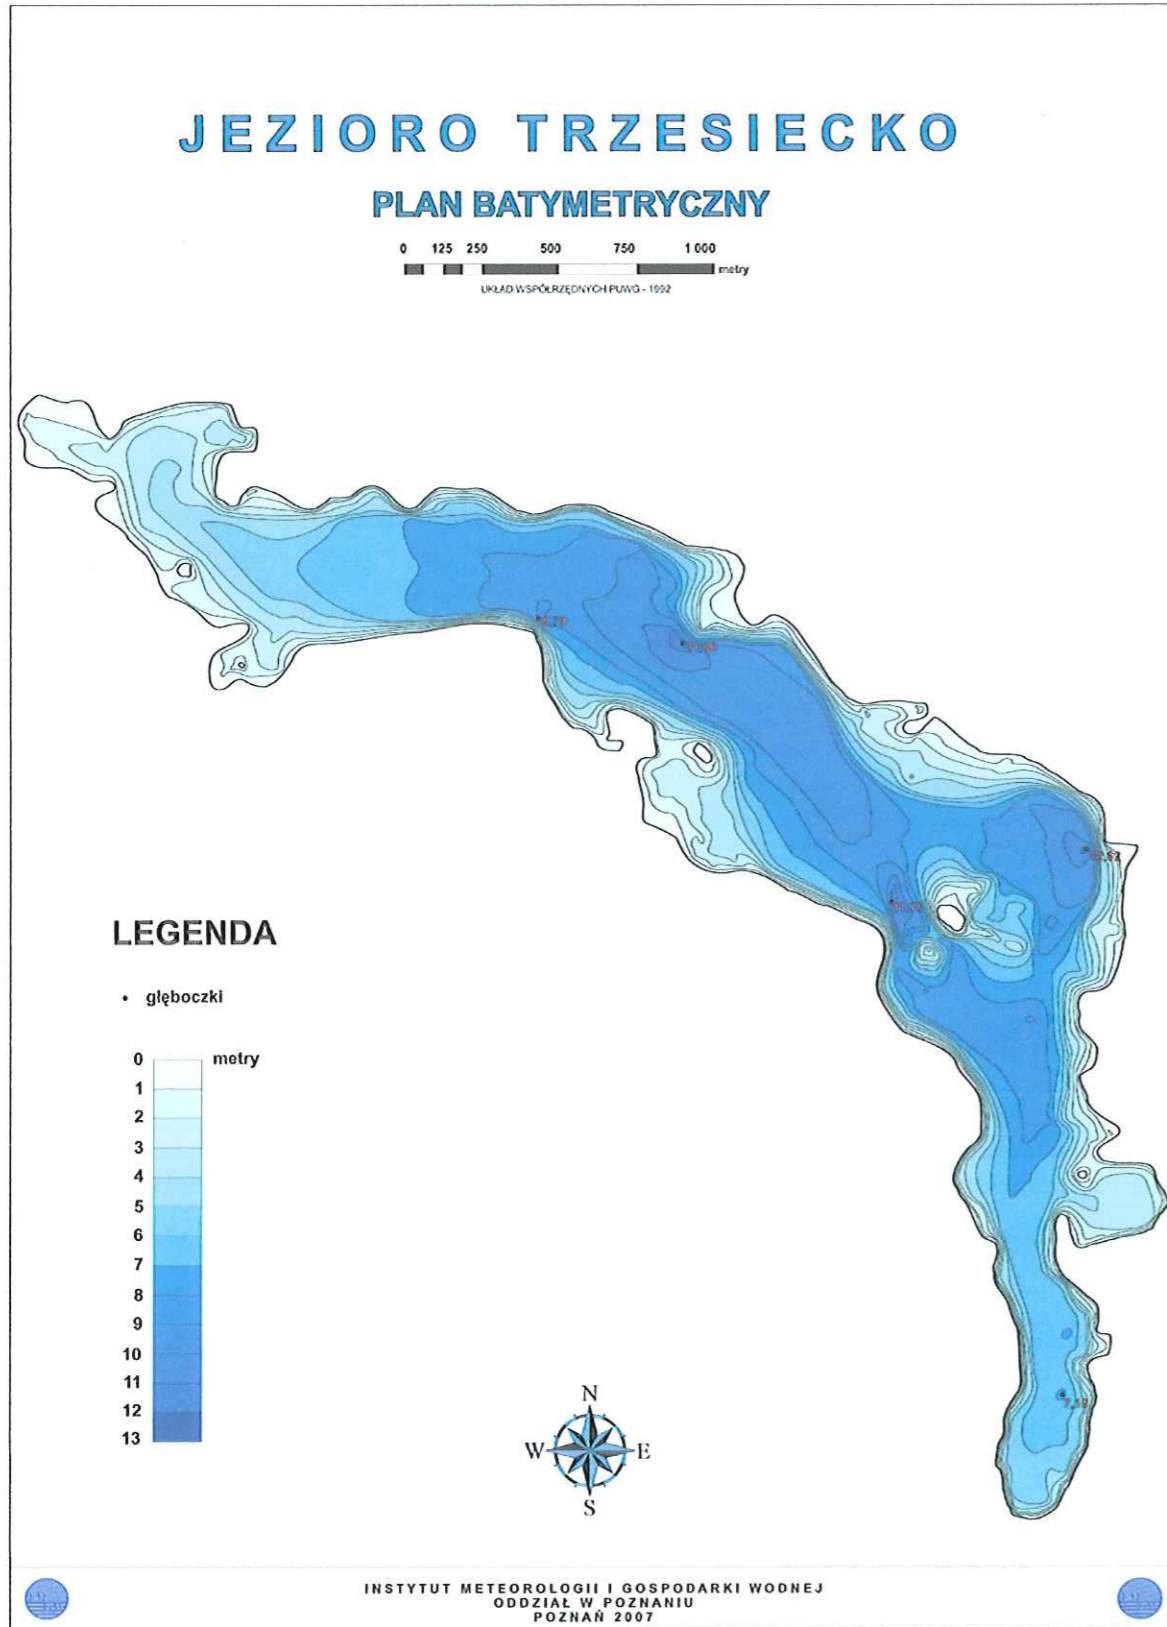 JEZIORO TRZESIECKO
PLAN BATYMETRYCZNY
0 125 250 500 750 1 000
metry
UKŁAD WSPÓŁRZĘDNYCH PUWG - 1992
LEGENDA
• głęboczki
0 metry
1
2
3
4
5
6
7
8
9
10
11
12
13
N
W E
S
INSTYTUT METEOROLOGII I GOSPODARKI WODNEJ
ODDZIAŁ W POZNANIU
POZNAŃ 2007